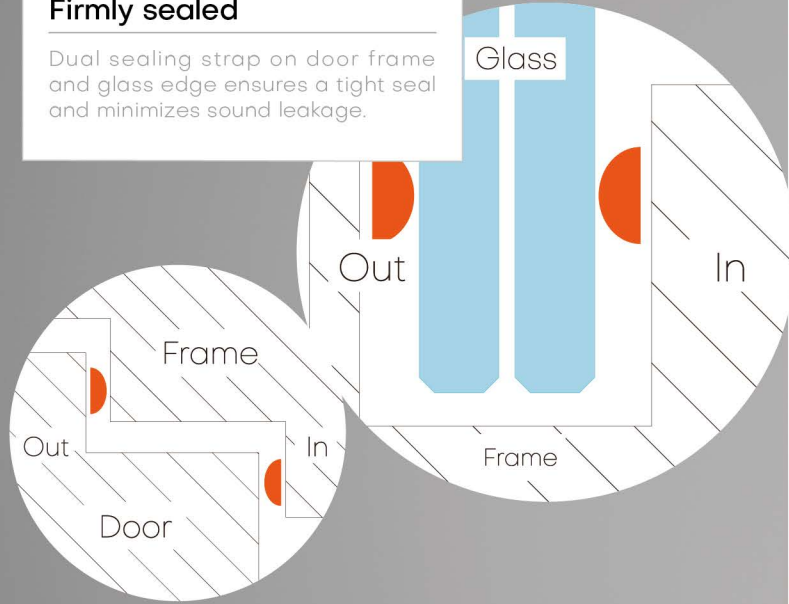 Firmly sealed
Dual sealing strap on door frame
and glass edge ensures a tight seal
and minimizes sound leakage.
Glass
Out
In
Frame
Frame
Out
In
Door